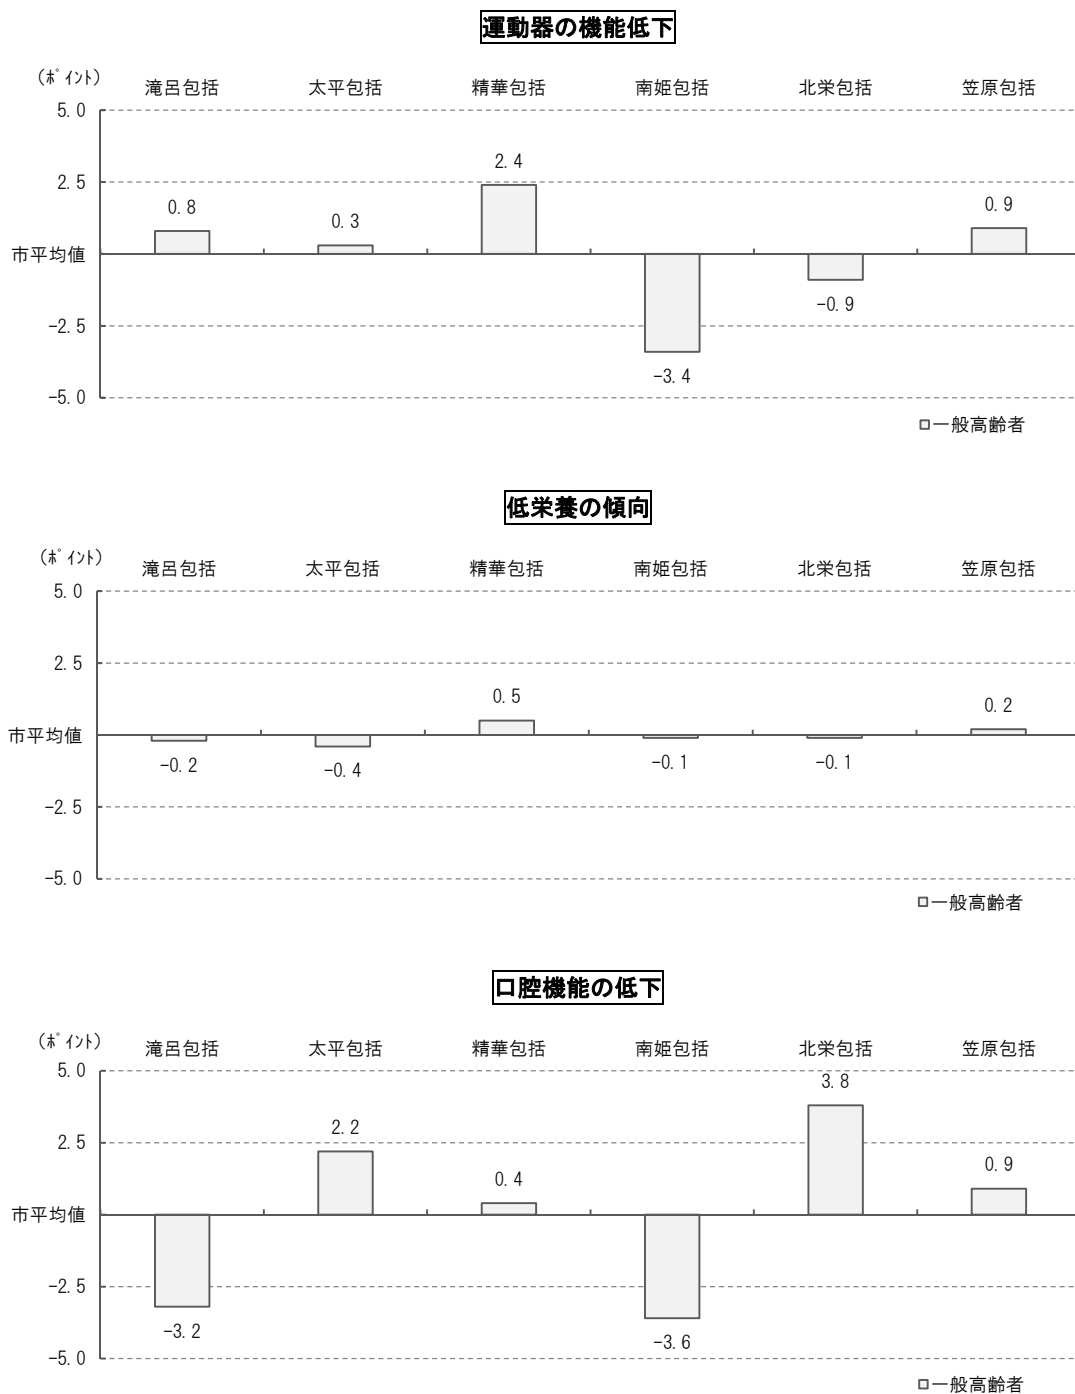 運動器の機能低下
(ﾎﾟｲﾝﾄ)
滝呂包括 太平包括 精華包括 南姫包括 北栄包括 笠原包括
5.0
2.4
2.5
0.8 0.3 0.9
市平均値
-0.9
-2.5
-3.4
-5.0
一般高齢者
低栄養の傾向
(ﾎﾟｲﾝﾄ)
滝呂包括 太平包括 精華包括 南姫包括 北栄包括 笠原包括
5.0
2.5
0.5 0.2
市平均値
-0.2 -0.4 -0.1 -0.1
-2.5
-5.0
一般高齢者
口腔機能の低下
(ﾎﾟｲﾝﾄ)
滝呂包括 太平包括 精華包括 南姫包括 北栄包括 笠原包括
5.0
3.8
2.2
2.5
0.4 0.9
市平均値
-2.5
-3.2 -3.6
-5.0
一般高齢者